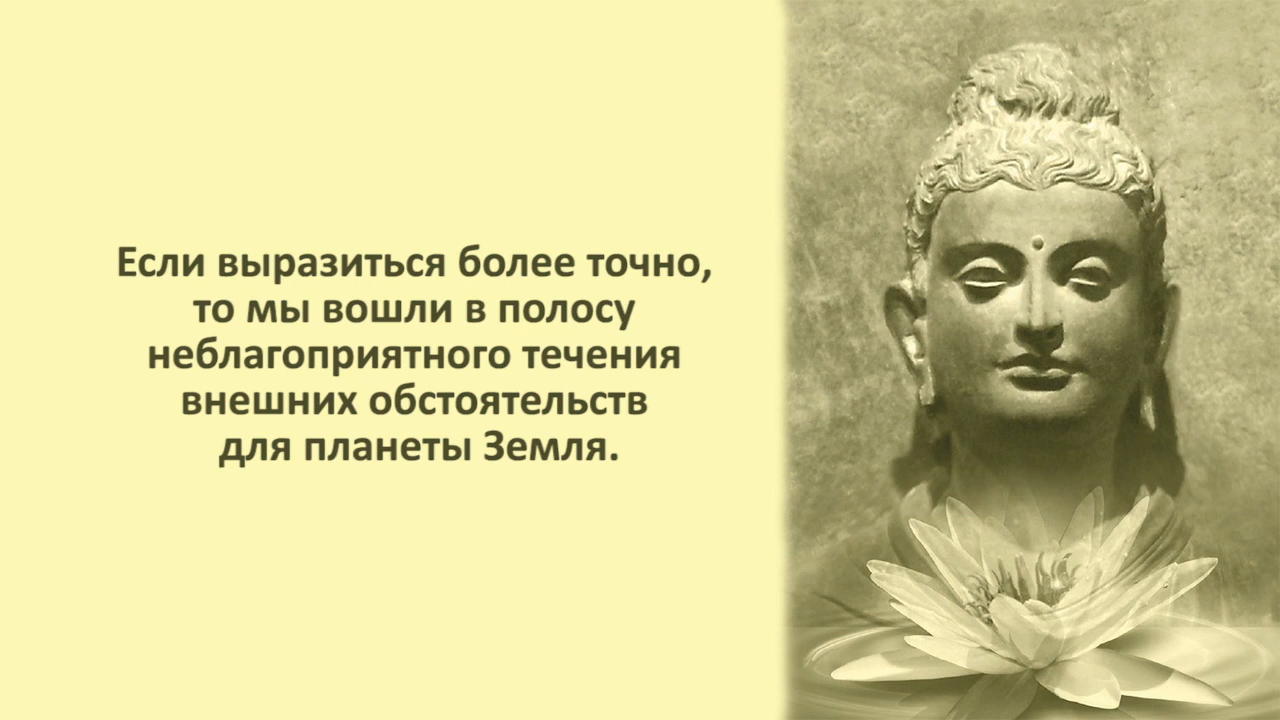 Если выразиться более точно,
то мы вошли в полосу
неблагоприятного течения
внешних обстоятельств
для планеты Земля.